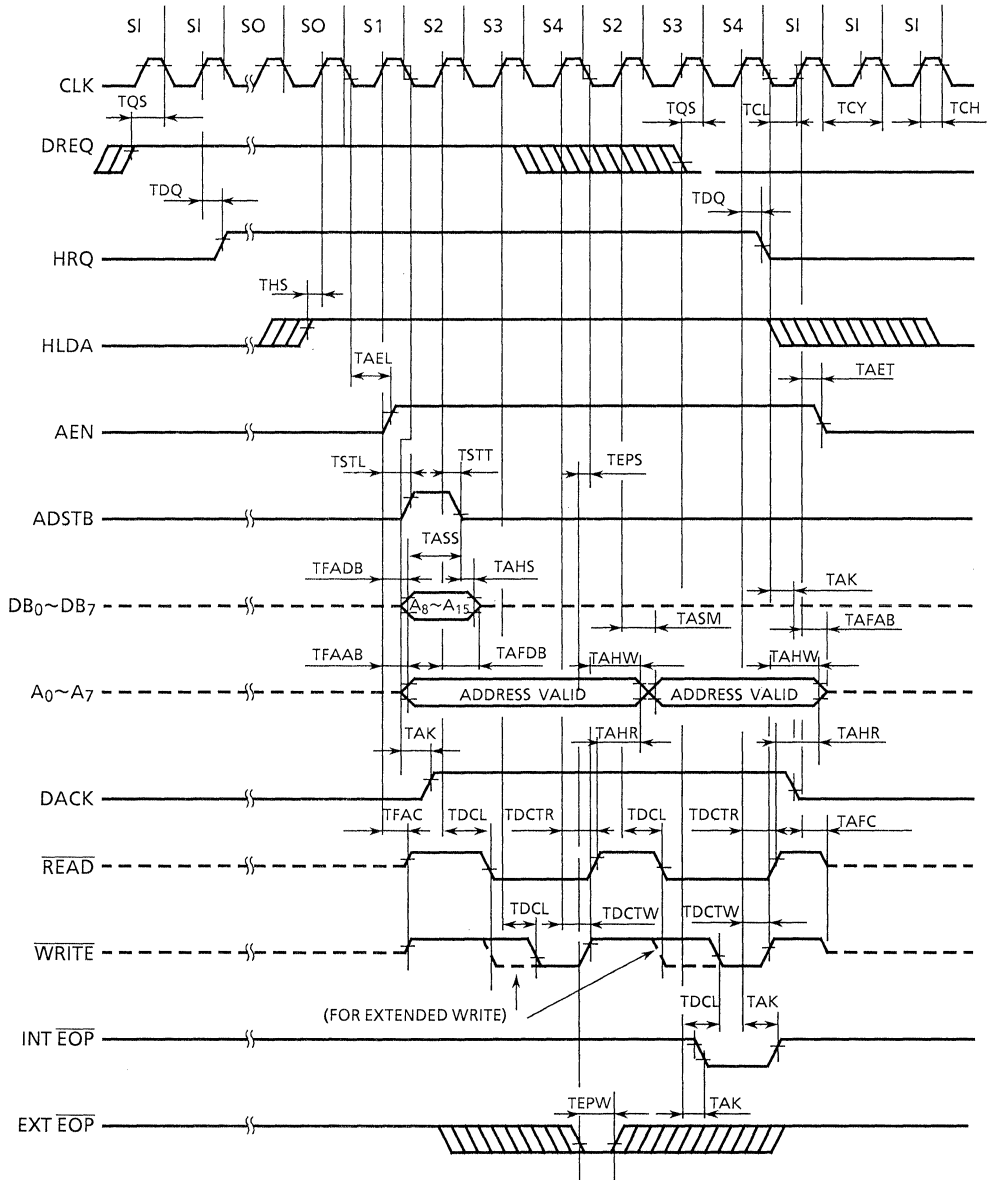 SI SI SO SO S1 S2 S3 S4 S2 S3 S4 SI SI SI
CLK
TQS TQS TCL TCY TCH
DREQ
TDQ TDQ
HRQ
THS
HLDA
TAEL TAET
AEN
TSTL TSTT TEPS
ADSTB
TASS
TFADB TAHS TAK
DB0~DB7 A8~A15
TASM TAFAB
TFAAB TAFDB TAHW TAHW
A0~A7 ADDRESS VALID ADDRESS VALID
TAK TAHR TAHR
DACK
TFAC TDCL TDCTR TDCL TDCTR TAFC
READ
TDCL TDCTW TDCTW
WRITE
(FOR EXTENDED WRITE) TDCL TAK
INT EOP
TEPW TAK
EXT EOP